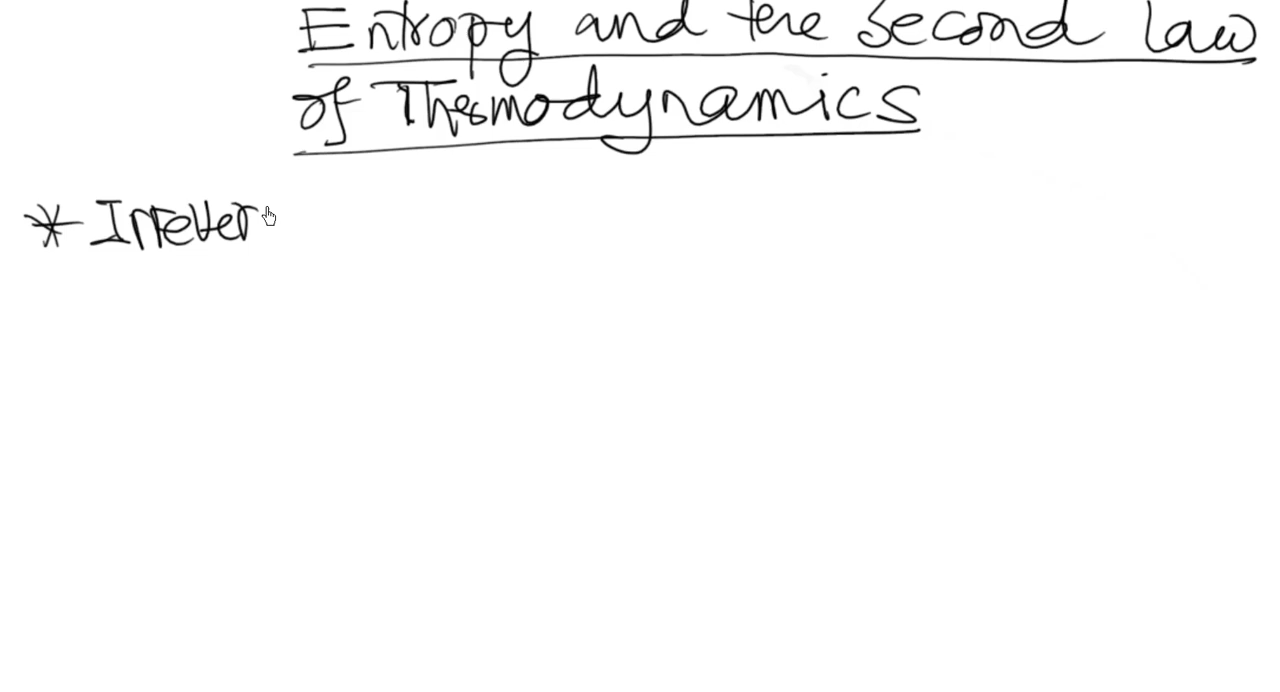 Entropy and the Second law
of Thermodynamics
* Irrever